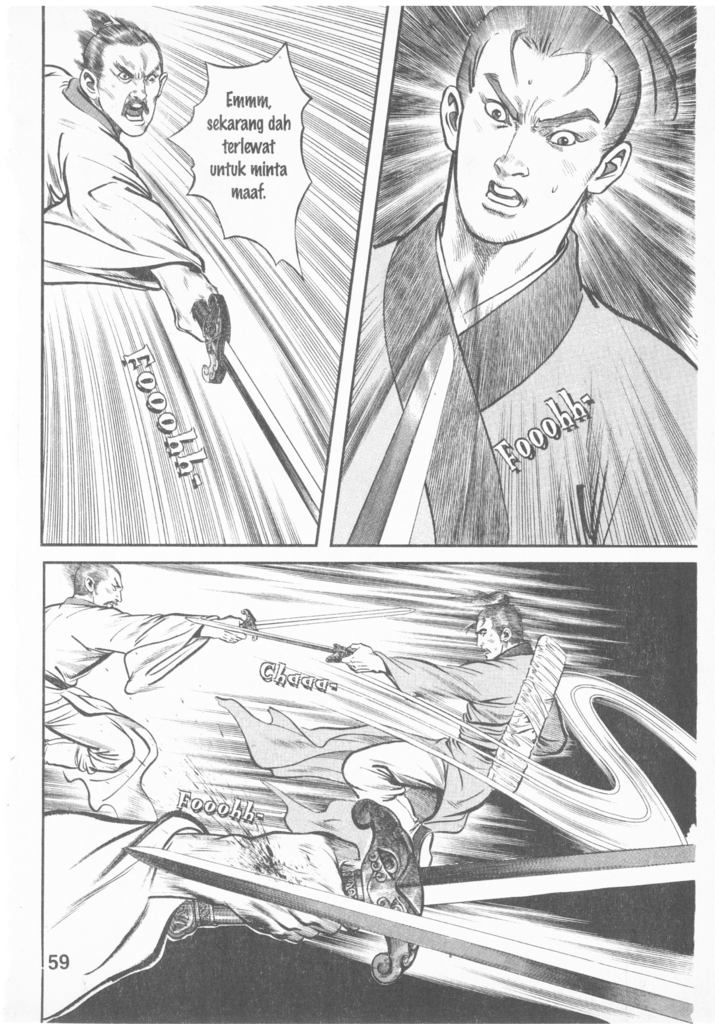 Emmm,
sekarang dah
terlewat
untuk minta
maaf.
Fooohh-
Fooohh-
Chaaa-
Fooohh-
59